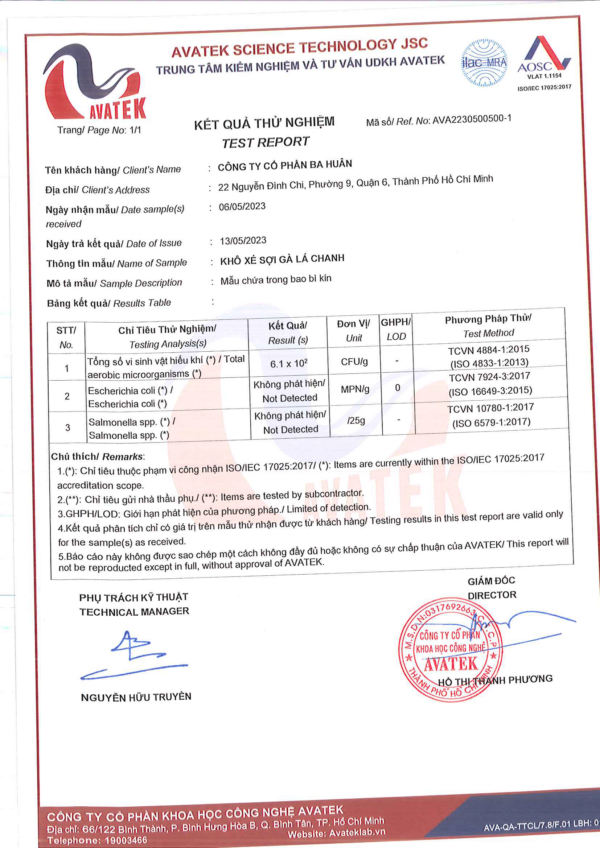 AVATEK SCIENCE TECHNOLOGY JSC
TRUNG TÂM KIỂM NGHIỆM VÀ TƯ VẤN UDKH AVATEK
AVATEK
ilac-MRA
AOSC
VLAT 1.1154
ISO/IEC 17025:2017
Trang/ Page No: 1/1
KẾT QUẢ THỬ NGHIỆM
TEST REPORT
Mã số/ Ref. No: AVA2230500500-1
Tên khách hàng/ Client's Name : CÔNG TY CỔ PHẦN BA HUÂN
Địa chỉ/ Client's Address : 22 Nguyễn Đình Chi, Phường 9, Quận 6, Thành Phố Hồ Chí Minh
Ngày nhận mẫu/ Date sample(s) : 06/05/2023
received
Ngày trả kết quả/ Date of Issue : 13/05/2023
Thông tin mẫu/ Name of Sample : KHÔ XÉ SỢI GÀ LÁ CHANH
Mô tả mẫu/ Sample Description : Mẫu chứa trong bao bì kín
Bảng kết quả/ Results Table :
STT/ Chỉ Tiêu Thử Nghiệm/ Kết Quả/ Đơn Vị/ GHPH/ Phương Pháp Thử/
No. Testing Analysis(s) Result (s) Unit LOD Test Method
1 Tổng số vi sinh vật hiếu khí (*) / Total 6.1 x 10² CFU/g - TCVN 4884-1:2015
aerobic microorganisms (*) (ISO 4833-1:2013)
2 Escherichia coli (*) / Không phát hiện/ MPN/g 0 TCVN 7924-3:2017
Escherichia coli (*) Not Detected (ISO 16649-3:2015)
3 Salmonella spp. (*) / Không phát hiện/ /25g - TCVN 10780-1:2017
Salmonella spp. (*) Not Detected (ISO 6579-1:2017)
Chú thích/ Remarks:
1.(*): Chỉ tiêu thuộc phạm vi công nhận ISO/IEC 17025:2017/ (*): Items are currently within the ISO/IEC 17025:2017
accreditation scope.
2.(**): Chỉ tiêu gửi nhà thầu phụ./ (**): Items are tested by subcontractor.
3.GHPH/LOD: Giới hạn phát hiện của phương pháp./ Limited of detection.
4.Kết quả phân tích chỉ có giá trị trên mẫu thử nhận được từ khách hàng/ Testing results in this test report are valid only
for the sample(s) as received.
5.Báo cáo này không được sao chép một cách không đầy đủ hoặc không có sự chấp thuận của AVATEK/ This report will
not be reproduced except in full, without approval of AVATEK.
AVATEK
PHỤ TRÁCH KỸ THUẬT
TECHNICAL MANAGER
GIÁM ĐỐC
DIRECTOR
M.S.D.N:0317692663
CÔNG TY CỔ PHẦN
KHOA HỌC CÔNG NGHỆ
AVATEK
THÀNH PHỐ HỒ CHÍ MINH
NGUYỄN HỮU TRUYỀN
HỒ THỊ THANH PHƯƠNG
CÔNG TY CỔ PHẦN KHOA HỌC CÔNG NGHỆ AVATEK
Địa chỉ: 66/122 Bình Thành, P. Bình Hưng Hòa B, Q. Bình Tân, TP. Hồ Chí Minh
Telephone: 19003466 Website: Avateklab.vn
AVA-QA-TTCL/7.8/F.01 LBH: 0